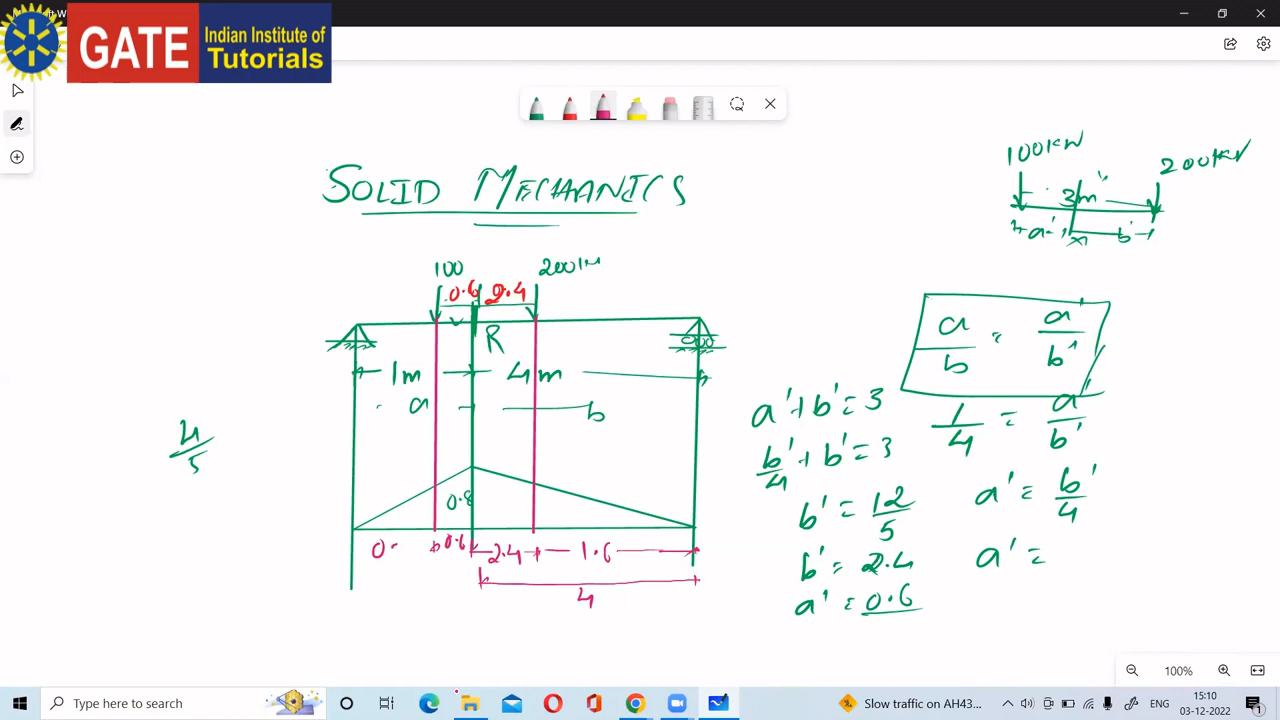 GATE
Indian Institute of
Tutorials
100%
SOLID MECHANICS
100KN
200KN
3m
a' b'
100
200KN
0.6 2.4
R
1m 4m
a b
4/5
0.8
0. 0.6 2.4 1.6
4
a/b = a'/b'
a'+b'=3
b'/4 + b' = 3
b' = 12/5
b' = 2.4
a' = 0.6
1/4 = a'/b'
a' = b'/4
a' =
Type here to search
Slow traffic on AH43...
ENG
15:10
03-12-2022